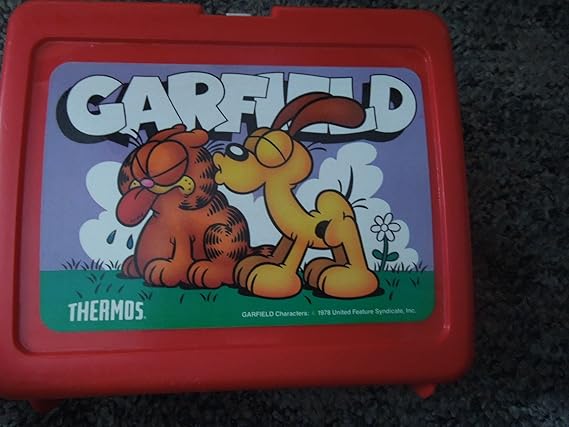 GARFIELD
THERMOS
GARFIELD Characters: © 1978 United Feature Syndicate, Inc.